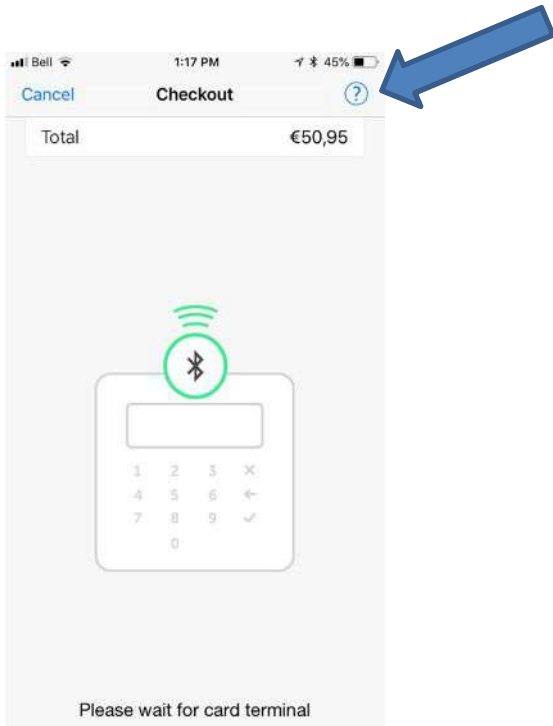 Bell 1:17 PM 45%
Cancel Checkout ?
Total €50,95
1 2 3 ×
4 5 6 ←
7 8 9 ✓
0
Please wait for card terminal